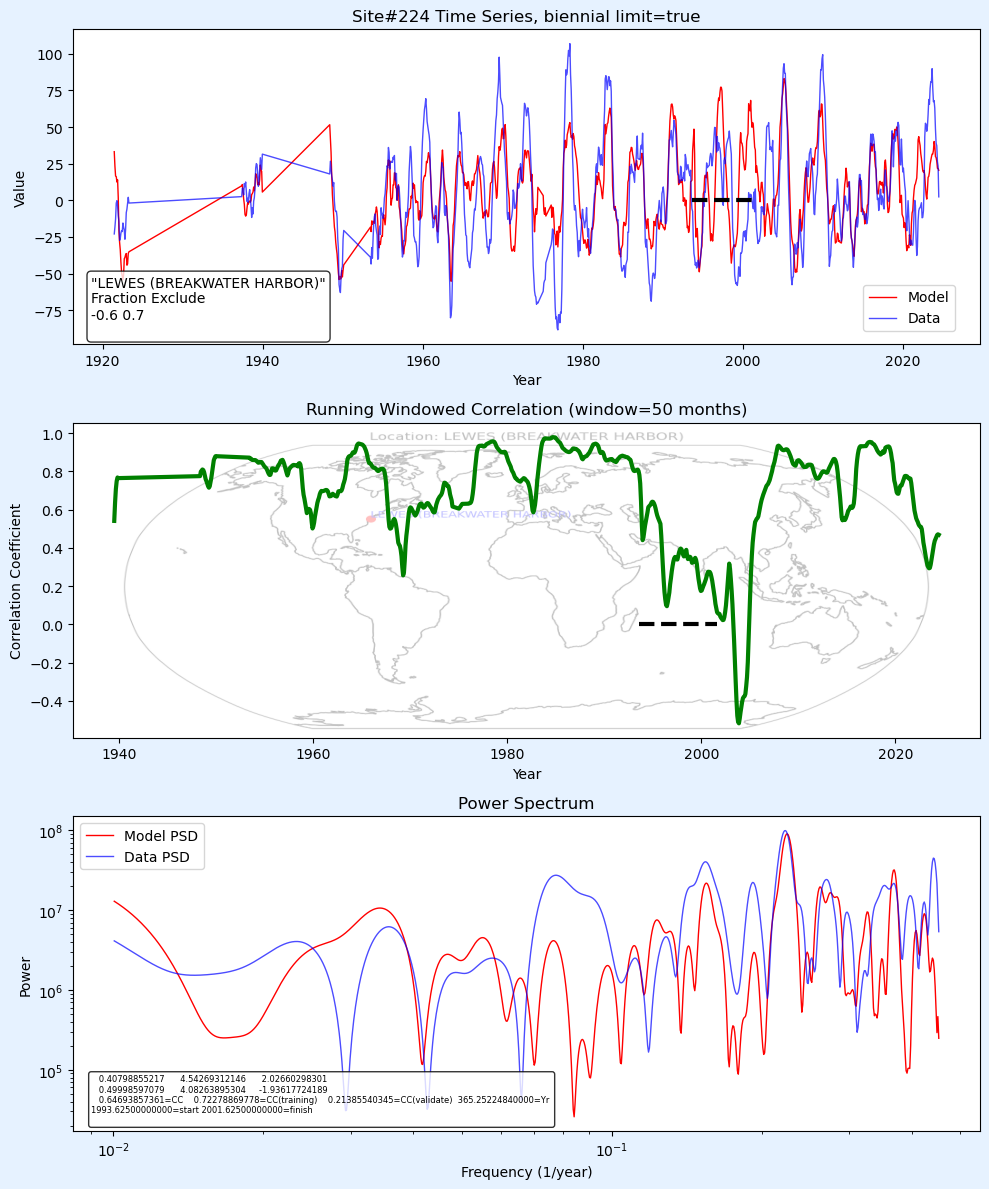 Site#224 Time Series, biennial limit=true
Value
100
75
50
25
0
−25
−50
−75
"LEWES (BREAKWATER HARBOR)"
Fraction Exclude
-0.6 0.7
Model
Data
1920 1940 1960 1980 2000 2020
Year
Running Windowed Correlation (window=50 months)
Location: LEWES (BREAKWATER HARBOR)
LEWES (BREAKWATER HARBOR)
Correlation Coefficient
1.0
0.8
0.6
0.4
0.2
0.0
−0.2
−0.4
1940 1960 1980 2000 2020
Year
Power Spectrum
Model PSD
Data PSD
Power
10^8
10^7
10^6
10^5
0.40798855217 4.54269312146 2.02660298301
0.49998597079 4.08263895304 -1.93617724189
0.64693857361=CC 0.72278869778=CC(training) 0.21385540345=CC(validate) 365.25224840000=Yr
1993.62500000000=start 2001.62500000000=finish
10^−2 10^−1
Frequency (1/year)